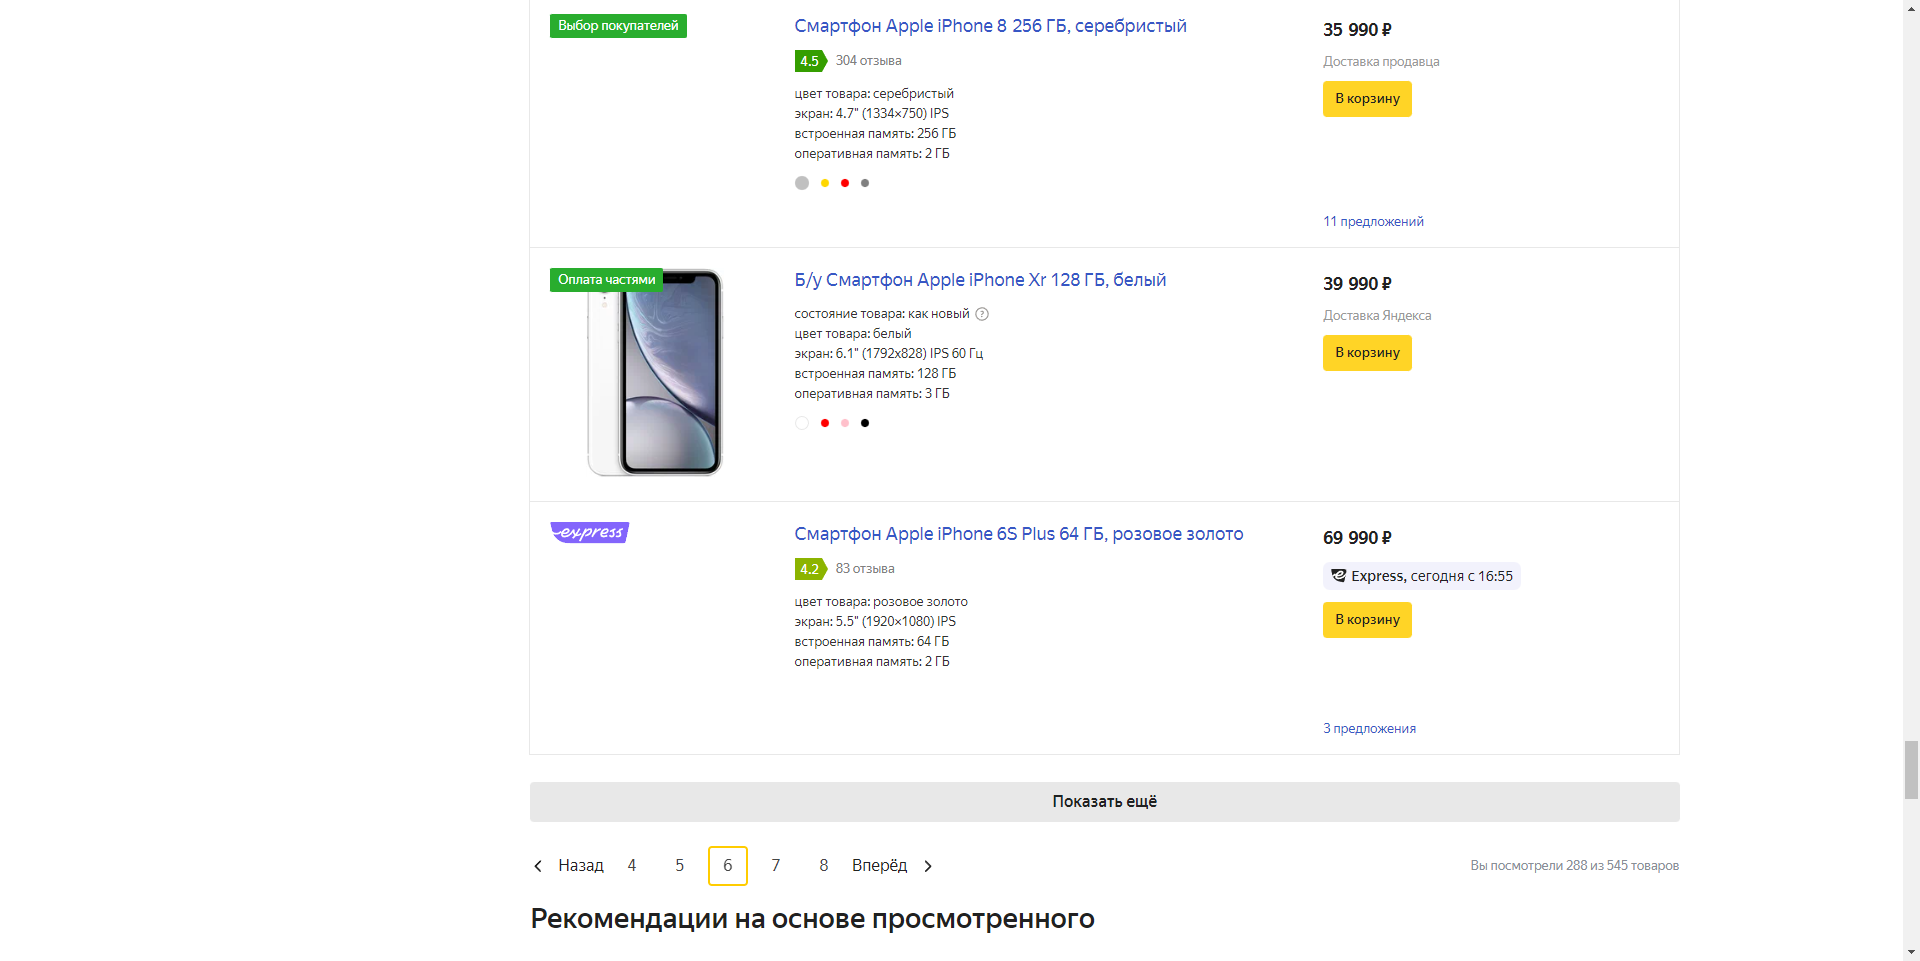 Выбор покупателей
Смартфон Apple iPhone 8 256 ГБ, серебристый
4.5 304 отзыва
цвет товара: серебристый
экран: 4.7" (1334×750) IPS
встроенная память: 256 ГБ
оперативная память: 2 ГБ
35 990 ₽
Доставка продавца
В корзину
11 предложений
Оплата частями
Б/у Смартфон Apple iPhone Xr 128 ГБ, белый
состояние товара: как новый ?
цвет товара: белый
экран: 6.1" (1792x828) IPS 60 Гц
встроенная память: 128 ГБ
оперативная память: 3 ГБ
39 990 ₽
Доставка Яндекса
В корзину
express
Смартфон Apple iPhone 6S Plus 64 ГБ, розовое золото
4.2 83 отзыва
цвет товара: розовое золото
экран: 5.5" (1920×1080) IPS
встроенная память: 64 ГБ
оперативная память: 2 ГБ
69 990 ₽
Express, сегодня с 16:55
В корзину
3 предложения
Показать ещё
Назад 4 5 6 7 8 Вперёд
Вы посмотрели 288 из 545 товаров
Рекомендации на основе просмотренного